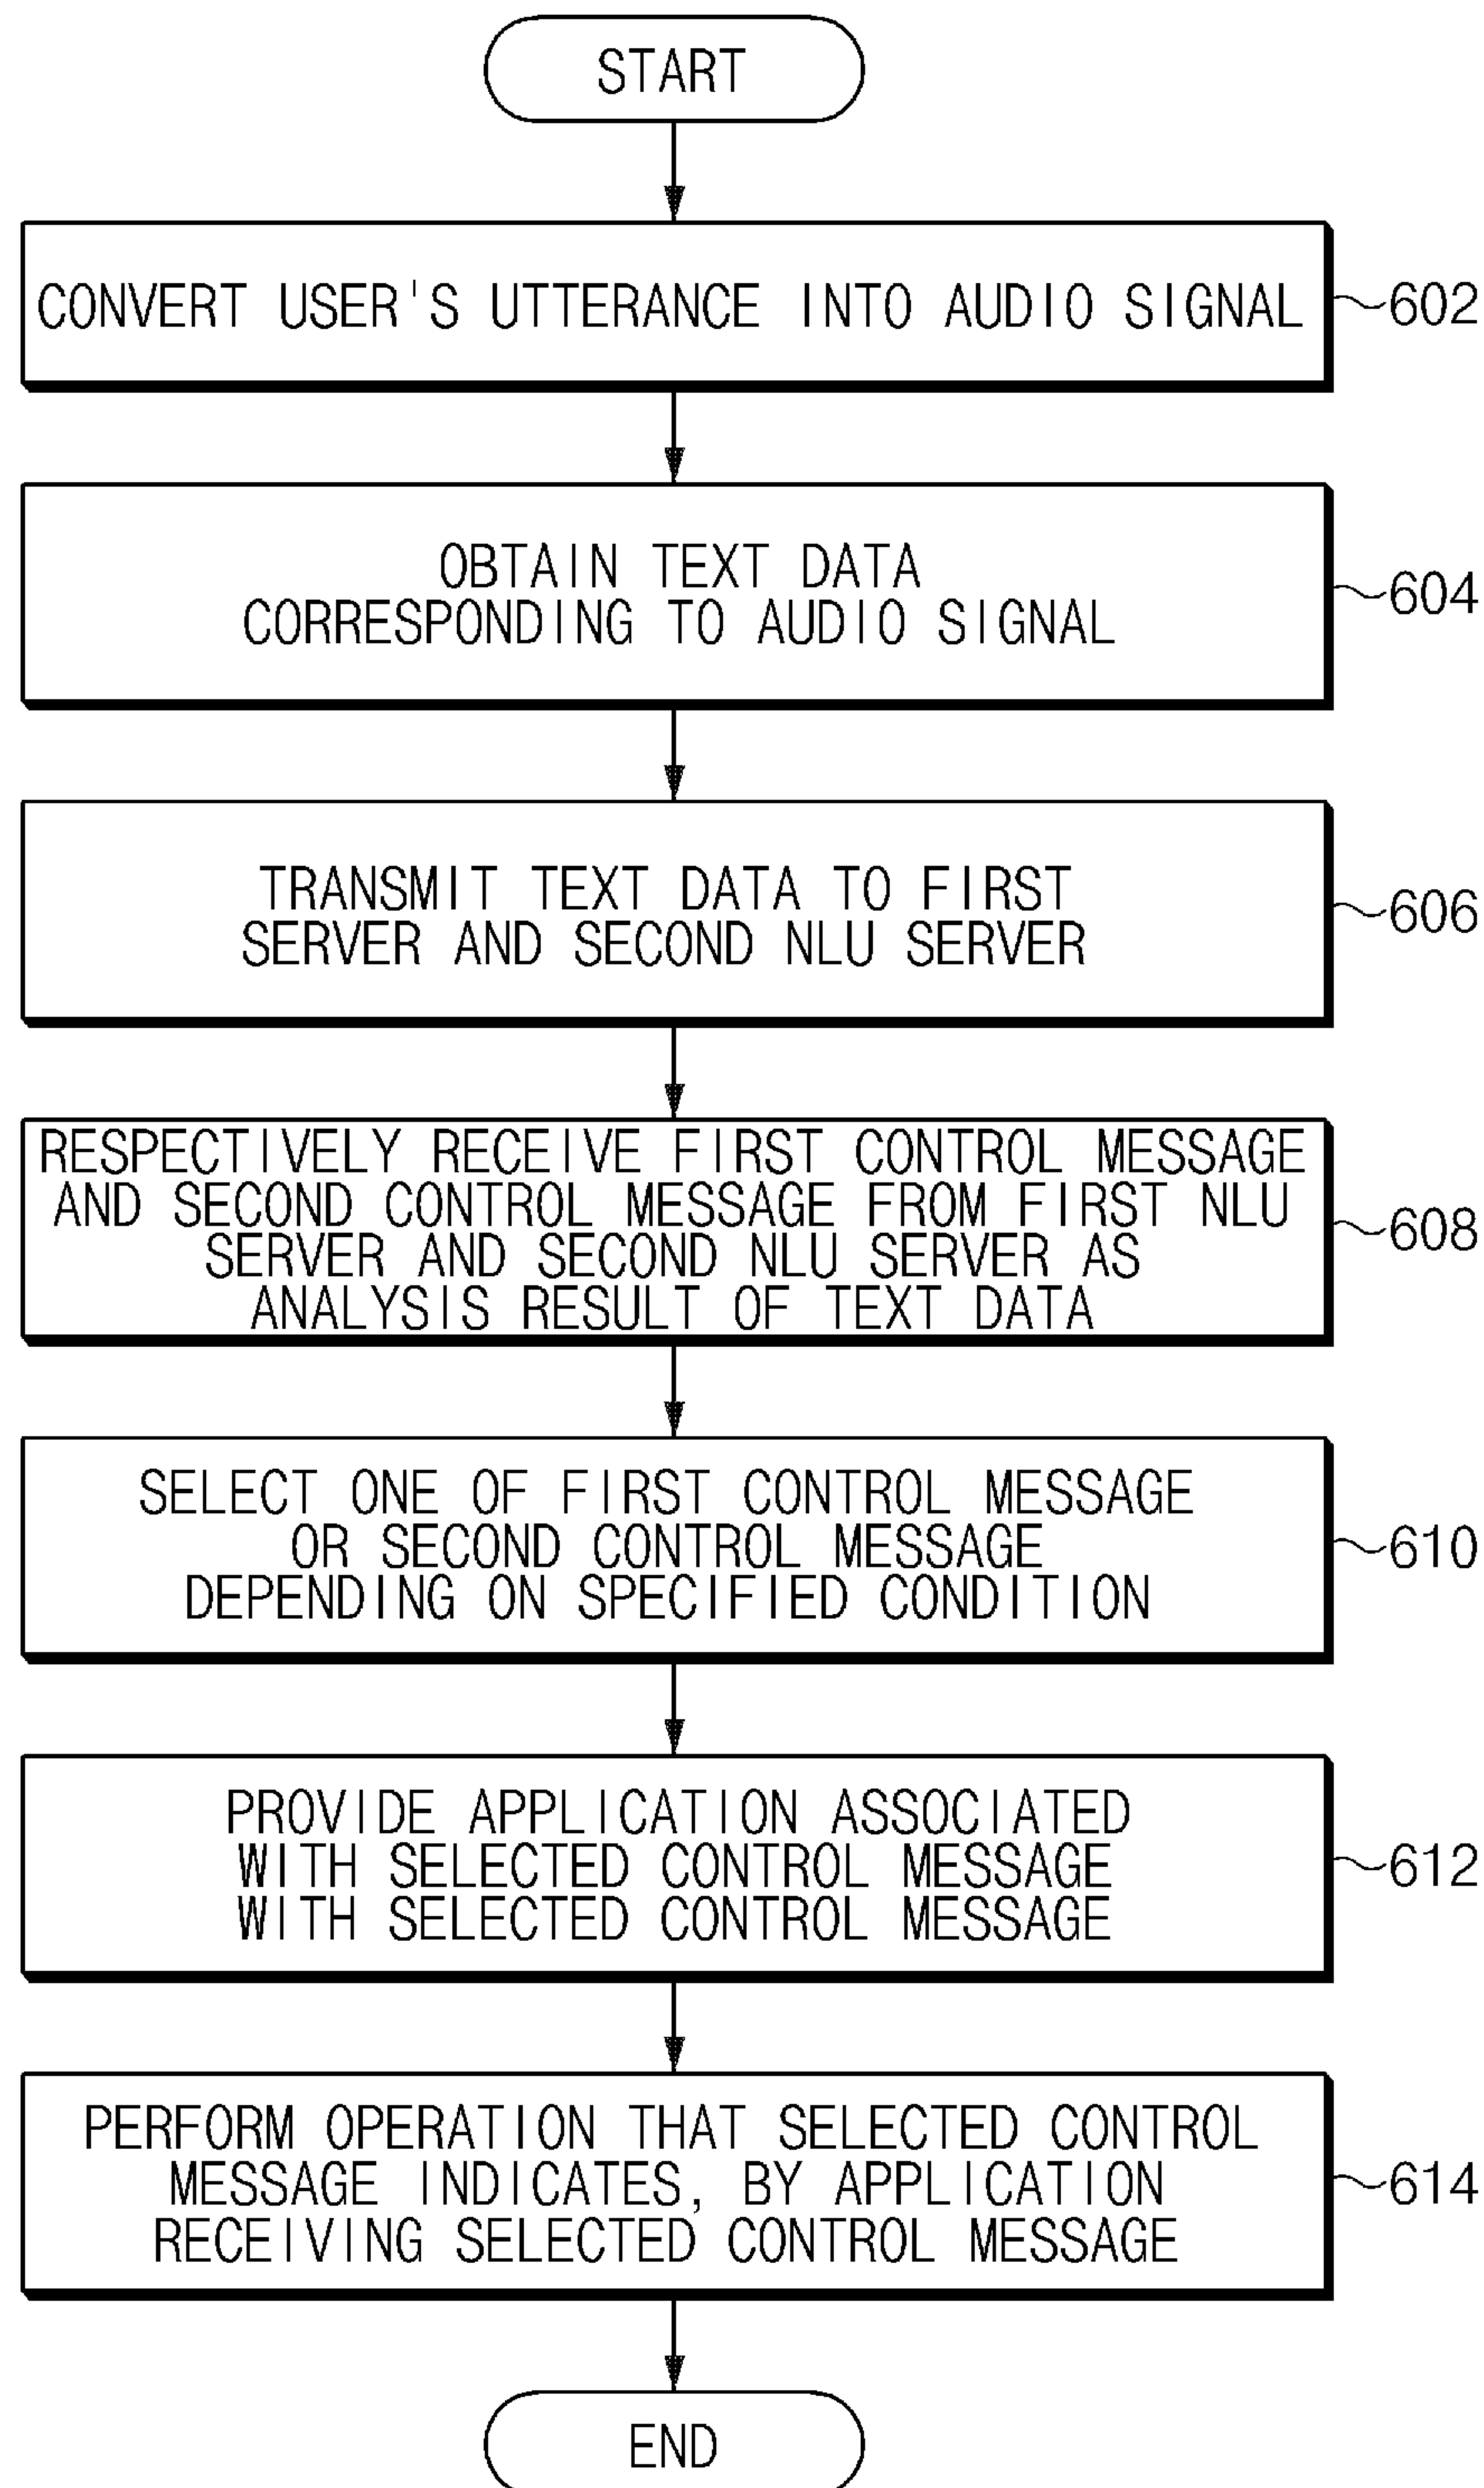 START
CONVERT USER'S UTTERANCE INTO AUDIO SIGNAL
602
OBTAIN TEXT DATA
CORRESPONDING TO AUDIO SIGNAL
604
TRANSMIT TEXT DATA TO FIRST
SERVER AND SECOND NLU SERVER
606
RESPECTIVELY RECEIVE FIRST CONTROL MESSAGE
AND SECOND CONTROL MESSAGE FROM FIRST NLU
SERVER AND SECOND NLU SERVER AS
ANALYSIS RESULT OF TEXT DATA
608
SELECT ONE OF FIRST CONTROL MESSAGE
OR SECOND CONTROL MESSAGE
DEPENDING ON SPECIFIED CONDITION
610
PROVIDE APPLICATION ASSOCIATED
WITH SELECTED CONTROL MESSAGE
WITH SELECTED CONTROL MESSAGE
612
PERFORM OPERATION THAT SELECTED CONTROL
MESSAGE INDICATES, BY APPLICATION
RECEIVING SELECTED CONTROL MESSAGE
614
END